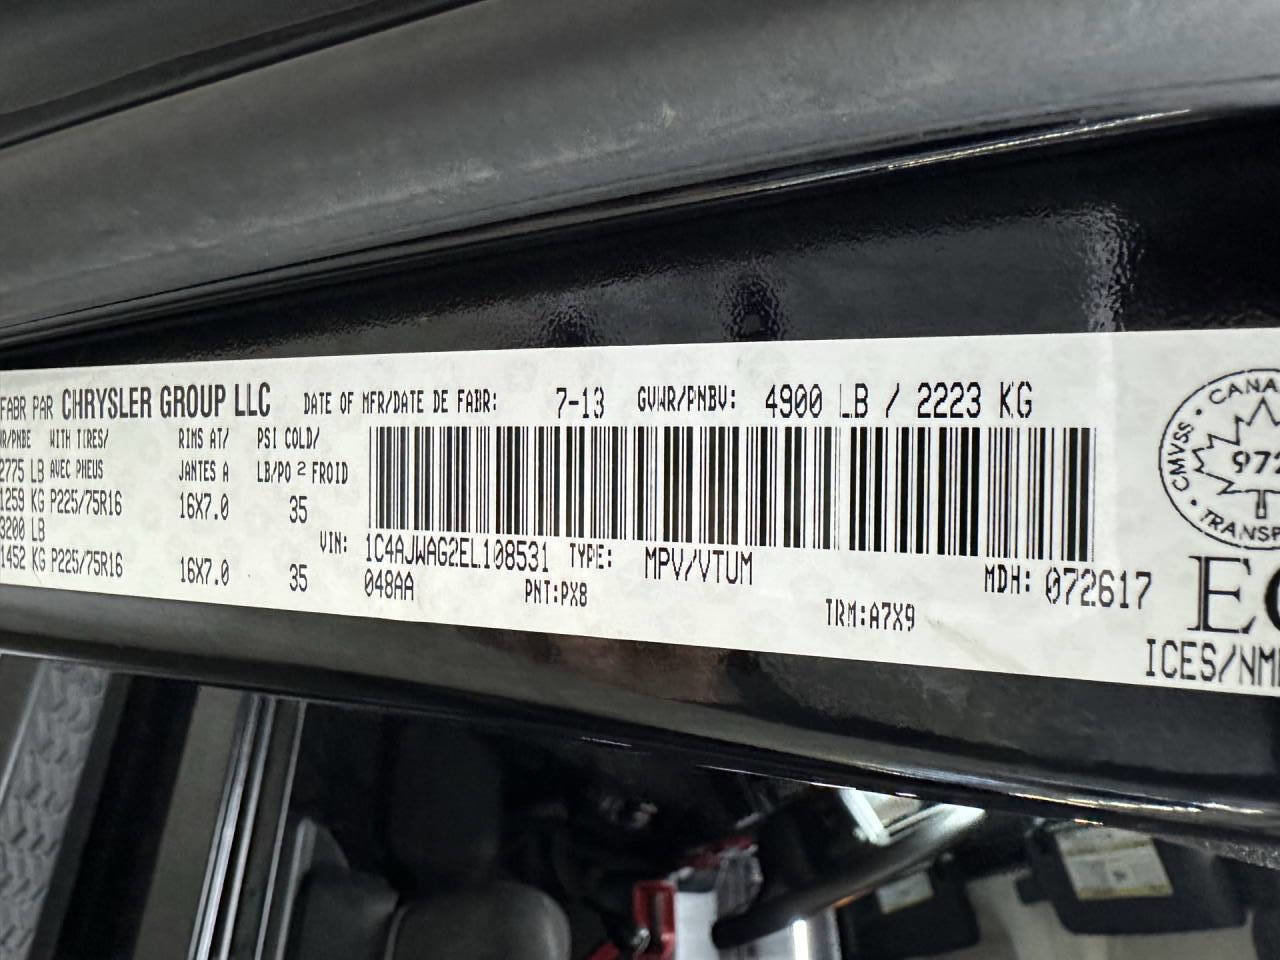 FABR PAR CHRYSLER GROUP LLC DATE OF MFR/DATE DE FABR: 7-13 GVWR/PNBV: 4900 LB / 2223 KG
WR/PNBE WITH TIRES/ RIMS AT/ PSI COLD/
2775 LB AVEC PNEUS JANTES A LB/PO 2 FROID
1259 KG P225/75R16 16X7.0 35
3200 LB
1452 KG P225/75R16 16X7.0 35
VIN: 1C4AJWAG2EL108531 TYPE: MPV/VTUM MDH: 072617
048AA PNT:PX8 TRM:A7X9
CANA
CMVSS
972
TRANSP
ICES/NM